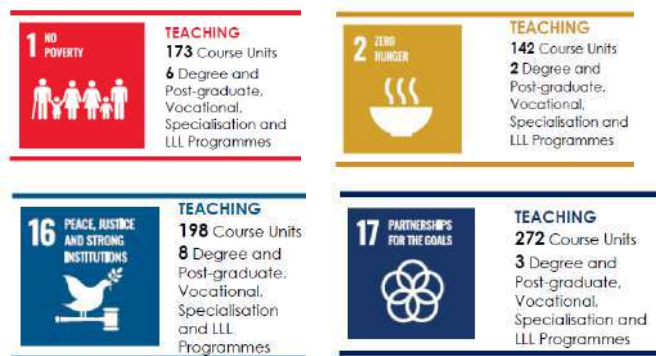 1 NO
POVERTY
TEACHING
173 Course Units
6 Degree and
Post-graduate,
Vocational,
Specialisation and
LLL Programmes
2 ZERO
HUNGER
TEACHING
142 Course Units
2 Degree and
Post-graduate,
Vocational,
Specialisation and
LLL Programmes
16 PEACE, JUSTICE
AND STRONG
INSTITUTIONS
TEACHING
198 Course Units
8 Degree and
Post-graduate,
Vocational,
Specialisation
and LLL
Programmes
17 PARTNERSHIPS
FOR THE GOALS
TEACHING
272 Course Units
3 Degree and
Post-graduate,
Vocational,
Specialisation and
LLL Programmes